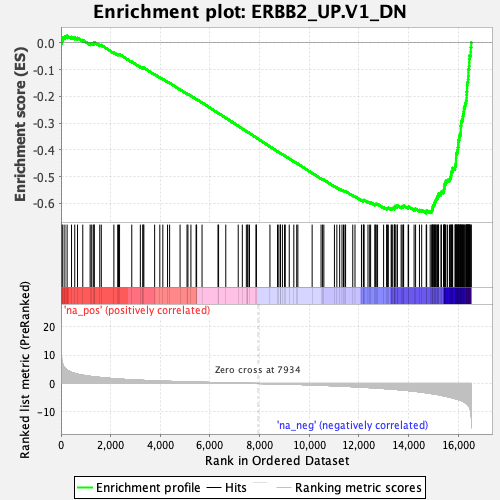 Enrichment plot: ERBB2_UP.V1_DN
Enrichment score (ES)
0.0
-0.1
-0.2
-0.3
-0.4
-0.5
-0.6
'na_pos' (positively correlated)
Ranked list metric (PreRanked)
20
10
0
-10
Zero cross at 7934
'na_neg' (negatively correlated)
0
2,000
4,000
6,000
8,000
10,000
12,000
14,000
16,000
Rank in Ordered Dataset
Enrichment profile
Hits
Ranking metric scores